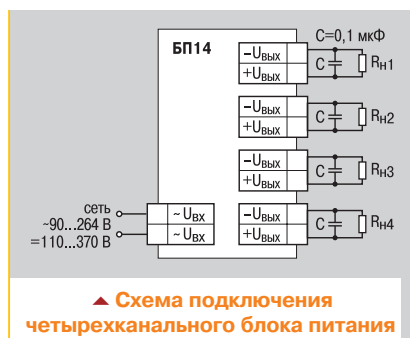 C=0,1 мкФ
БП14
–Uвых
+Uвых
C
Rн1
–Uвых
+Uвых
C
Rн2
–Uвых
+Uвых
C
Rн3
сеть
~90...264 В
=110...370 В
~ Uвх
~ Uвх
–Uвых
+Uвых
C
Rн4
Схема подключения
четырехканального блока питания